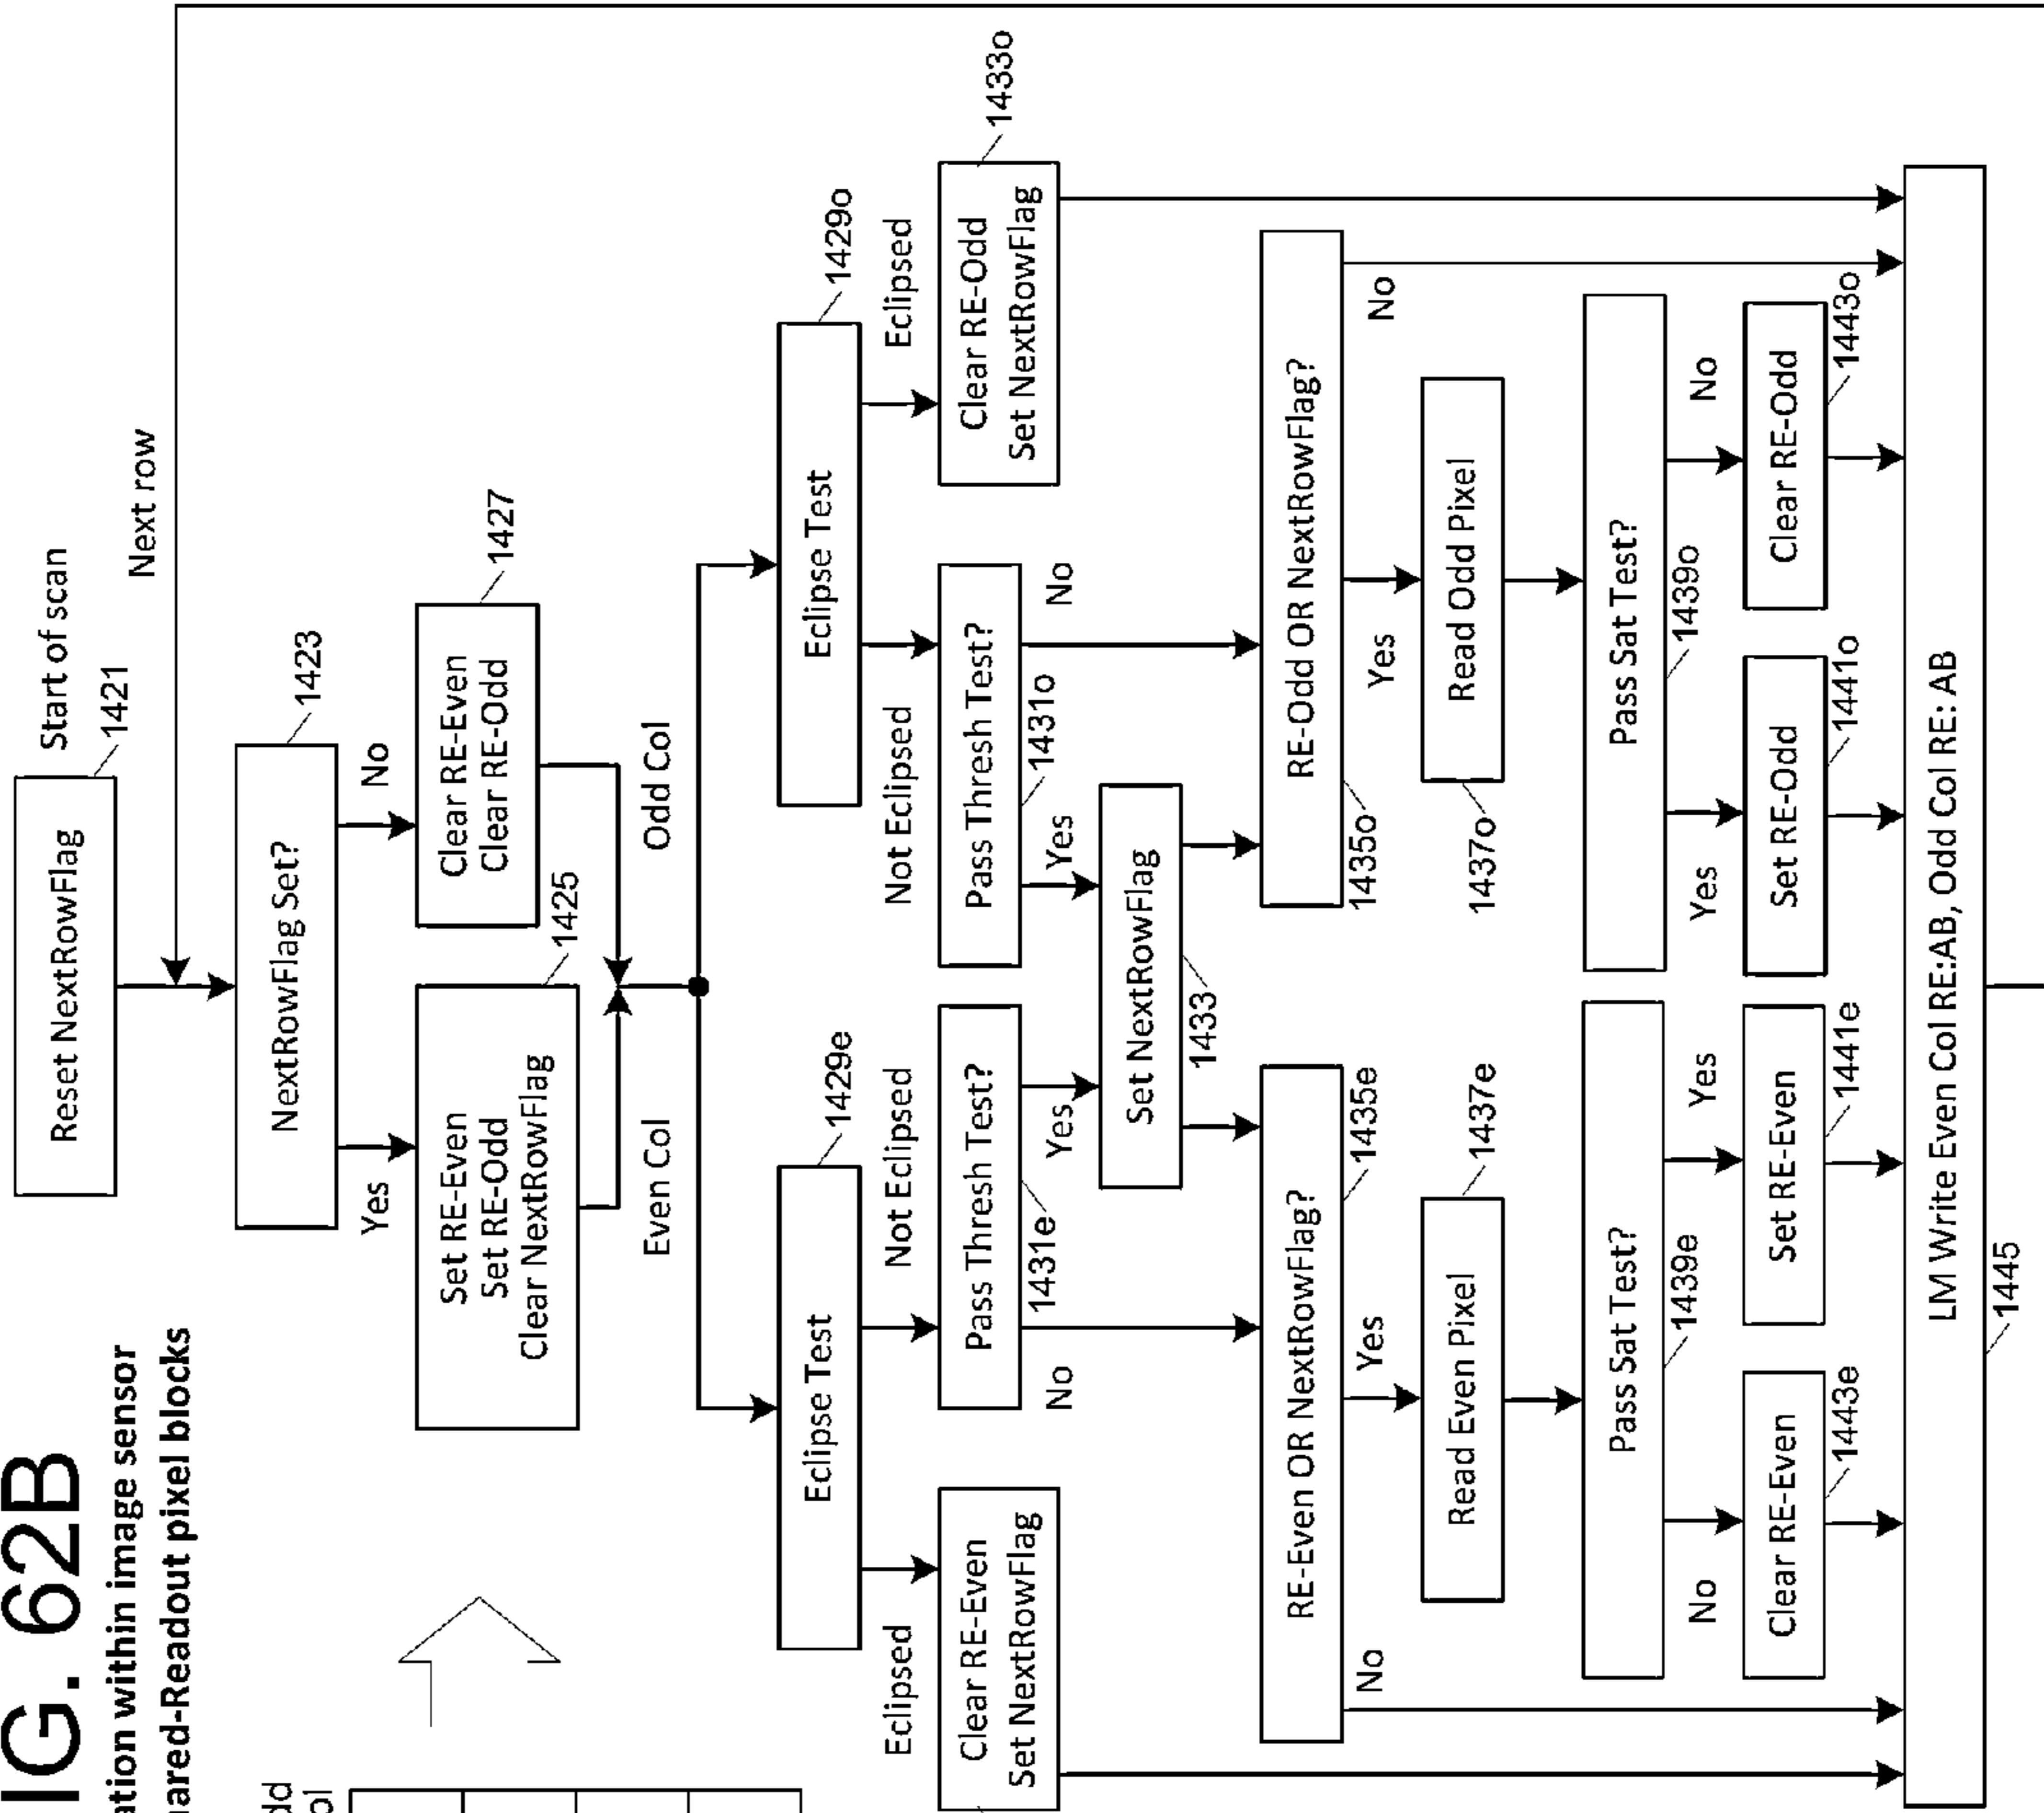 IG. 62B
ation within image sensor
ared-Readout pixel blocks
dd
ol
Start of scan
Reset NextRowFlag
1421
Next row
NextRowFlag Set?
1423
Yes
No
Set RE-Even
Set RE-Odd
Clear NextRowFlag
1425
Clear RE-Even
Clear RE-Odd
1427
Even Col
Odd Col
Eclipse Test
1429e
Eclipse Test
1429o
Eclipsed
Not Eclipsed
Not Eclipsed
Eclipsed
Clear RE-Even
Set NextRowFlag
Pass Thresh Test?
1431e
Pass Thresh Test?
1431o
Clear RE-Odd
Set NextRowFlag
1433o
No
Yes
Yes
No
Set NextRowFlag
1433
RE-Even OR NextRowFlag?
1435e
RE-Odd OR NextRowFlag?
1435o
No
Yes
Yes
No
Read Even Pixel
1437e
Read Odd Pixel
1437o
Pass Sat Test?
1439e
Pass Sat Test?
1439o
No
Yes
Yes
No
Clear RE-Even
1443e
Set RE-Even
1441e
Set RE-Odd
1441o
Clear RE-Odd
1443o
LM Write Even Col RE:AB, Odd Col RE: AB
1445